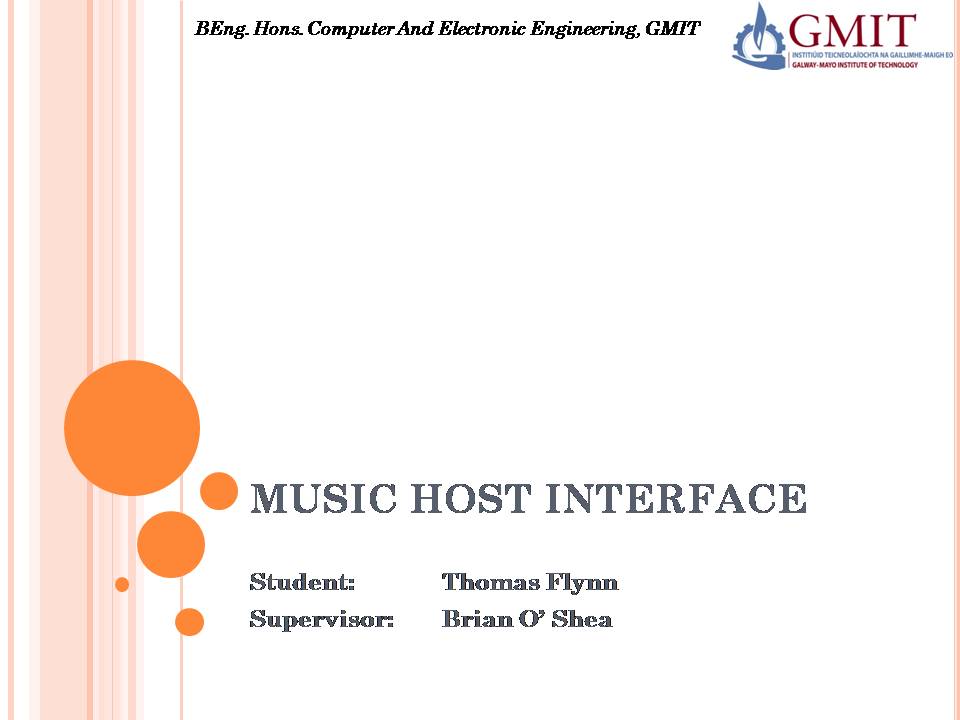 BEng. Hons. Computer And Electronic Engineering, GMIT
GMIT
INSTITIÚID TEICNEOLAÍOCHTA NA GAILLIMHE-MAIGH EO
GALWAY-MAYO INSTITUTE OF TECHNOLOGY
MUSIC HOST INTERFACE
Student: Thomas Flynn
Supervisor: Brian O’ Shea